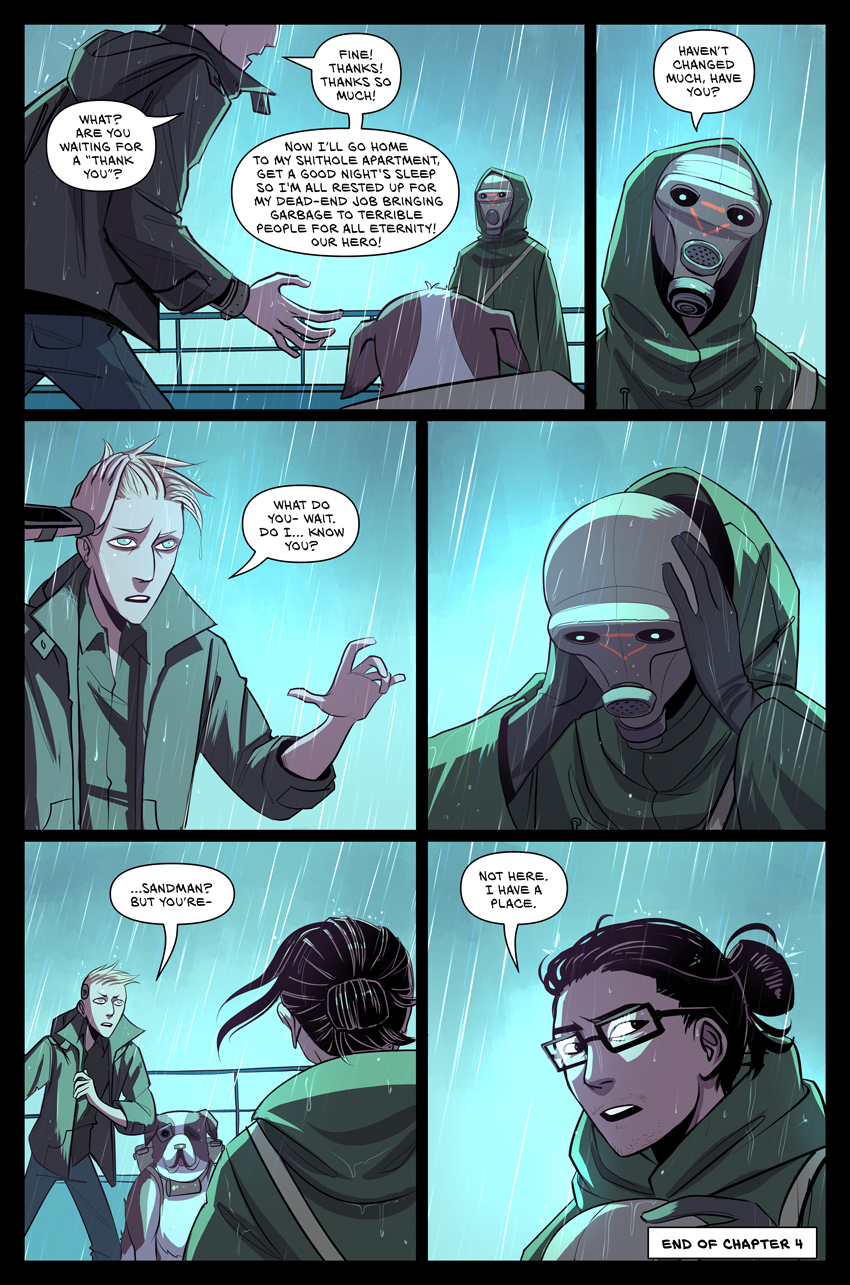 WHAT?
ARE YOU
WAITING FOR
A "THANK
YOU"?
FINE!
THANKS!
THANKS SO
MUCH!
NOW I'LL GO HOME
TO MY SHITHOLE APARTMENT,
GET A GOOD NIGHT'S SLEEP
SO I'M ALL RESTED UP FOR
MY DEAD-END JOB BRINGING
GARBAGE TO TERRIBLE
PEOPLE FOR ALL ETERNITY!
OUR HERO!
HAVEN'T
CHANGED
MUCH, HAVE
YOU?
WHAT DO
YOU- WAIT.
DO I... KNOW
YOU?
...SANDMAN?
BUT YOU'RE-
NOT HERE.
I HAVE A
PLACE.
END OF CHAPTER 4